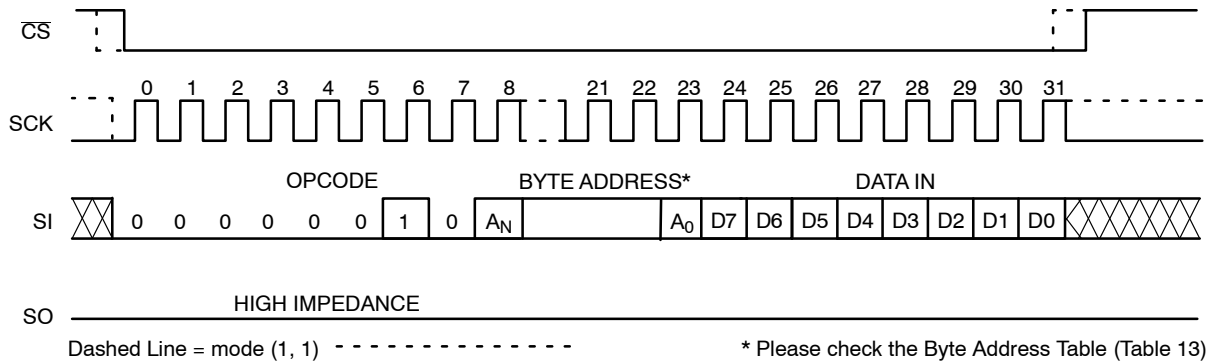 CS
0 1 2 3 4 5 6 7 8 21 22 23 24 25 26 27 28 29 30 31
SCK
OPCODE BYTE ADDRESS* DATA IN
SI 0 0 0 0 0 0 1 0 AN A0 D7 D6 D5 D4 D3 D2 D1 D0
HIGH IMPEDANCE
SO
Dashed Line = mode (1, 1) * Please check the Byte Address Table (Table 13)